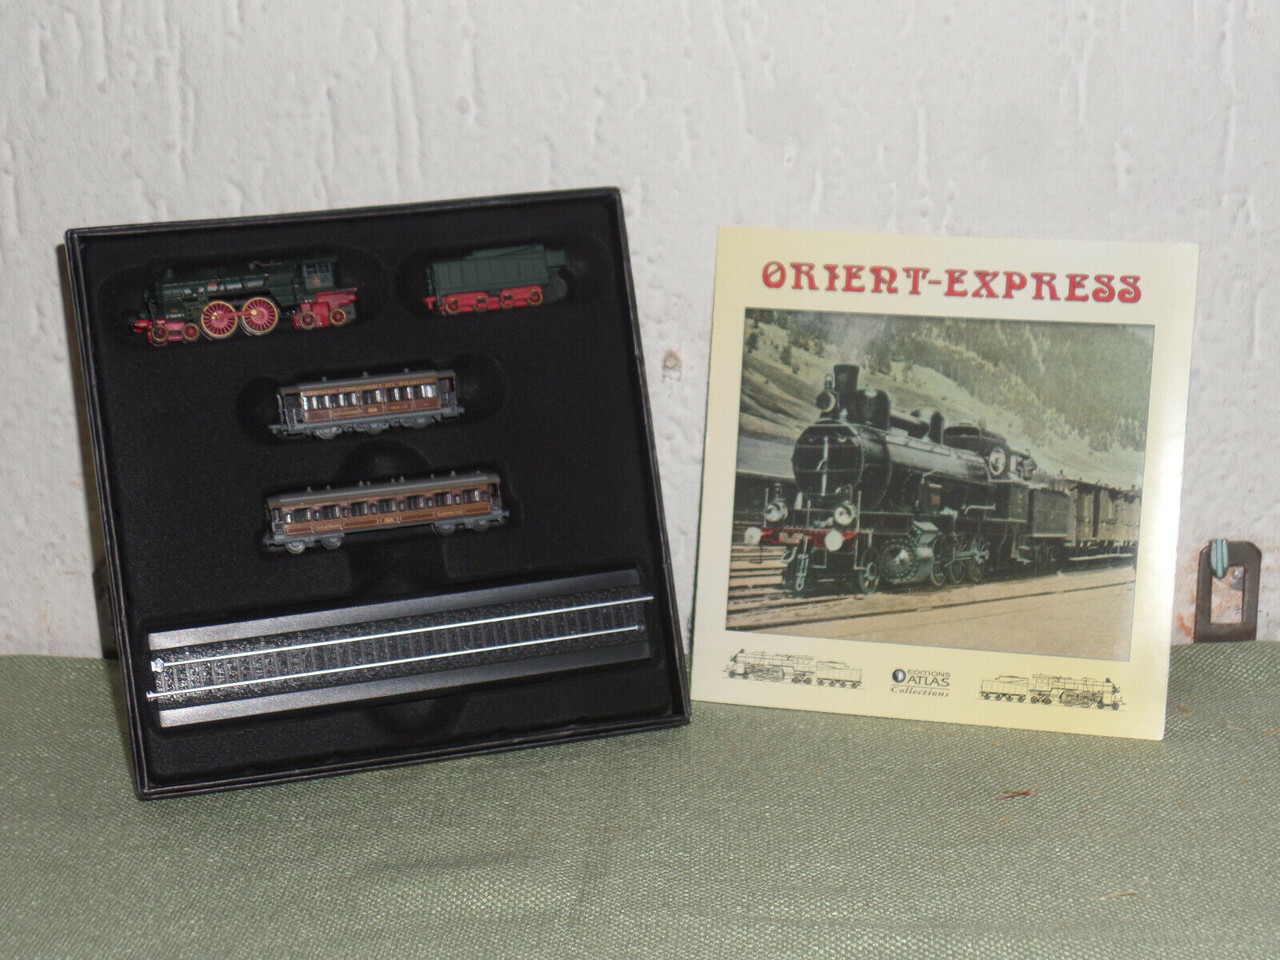 ORIENT-EXPRESS
EDITIONS
ATLAS
Collections